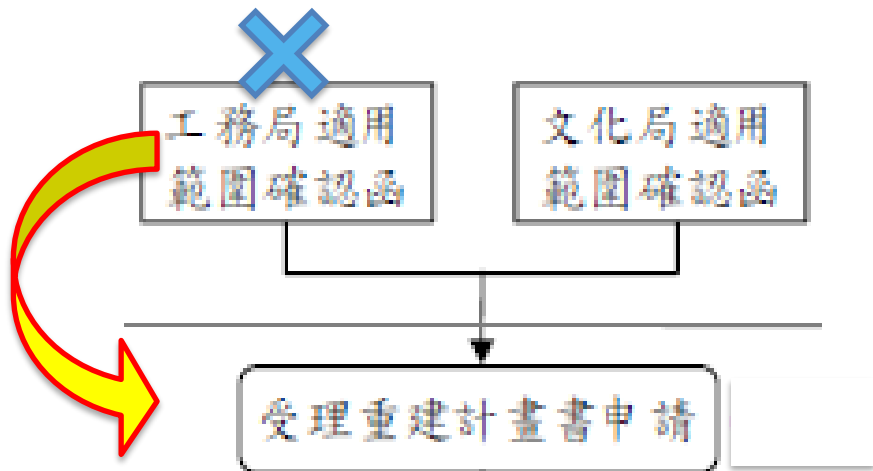 工務局適用
範圍確認函
文化局適用
範圍確認函
受理重建計畫書申請